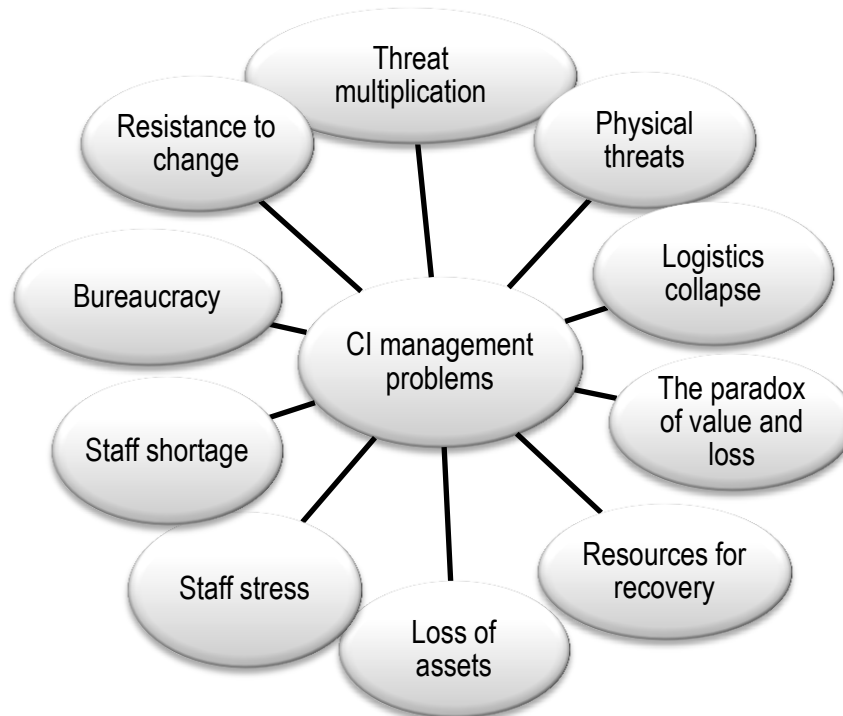 Threat
multiplication
Physical
threats
Logistics
collapse
The paradox
of value and
loss
Resources for
recovery
Loss of
assets
Staff stress
Staff shortage
Bureaucracy
Resistance to
change
CI management
problems